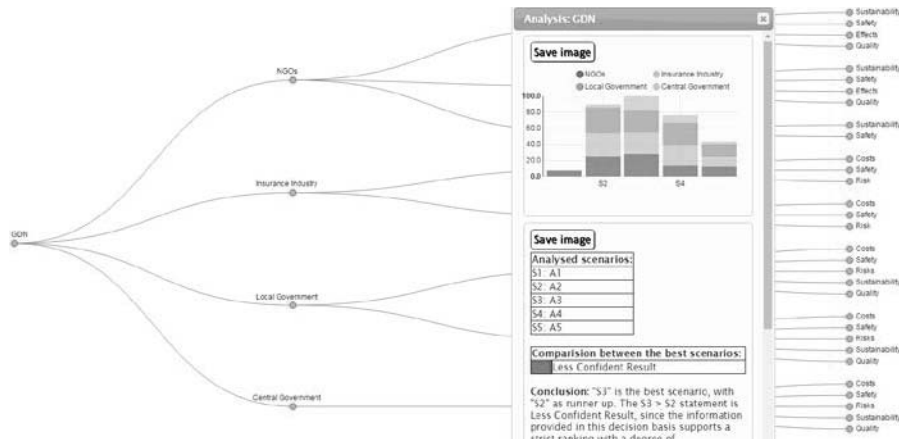 Analysis: GDN
Save image
NGOs
Insurance Industry
Local Government
Central Government
100.0
80.0
60.0
40.0
20.0
0.0
S2
S4
Save image
Analysed scenarios:
S1: A1
S2: A2
S3: A3
S4: A4
S5: A5
Comparision between the best scenarios:
Less Confident Result
Conclusion: "S3" is the best scenario, with
"S2" as runner up. The S3 > S2 statement is
Less Confident Result, since the information
provided in this decision basis supports a
strict ranking with a degree of
GDN
NGOs
Insurance Industry
Local Government
Central Government
Sustainability
Safety
Effects
Quality
Sustainability
Safety
Effects
Quality
Sustainability
Safety
Costs
Safety
Risk
Costs
Safety
Risk
Costs
Safety
Risks
Sustainability
Quality
Costs
Safety
Risks
Sustainability
Quality
Costs
Safety
Risks
Sustainability
Quality